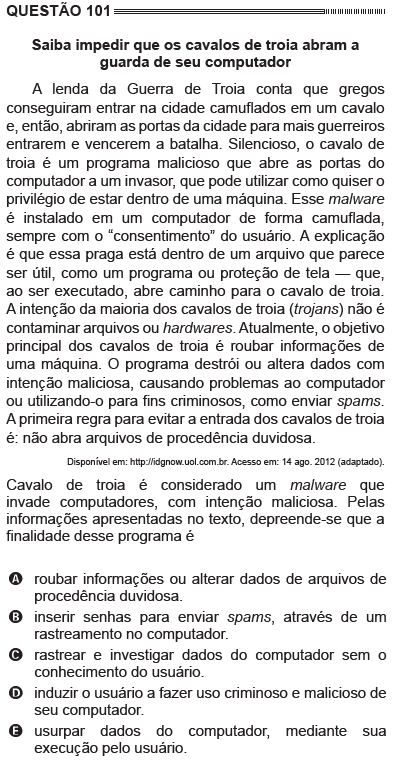 QUESTÃO 101
Saiba impedir que os cavalos de troia abram a
guarda de seu computador
A lenda da Guerra de Troia conta que gregos
conseguiram entrar na cidade camuflados em um cavalo
e, então, abriram as portas da cidade para mais guerreiros
entrarem e vencerem a batalha. Silencioso, o cavalo de
troia é um programa malicioso que abre as portas do
computador a um invasor, que pode utilizar como quiser o
privilégio de estar dentro de uma máquina. Esse malware
é instalado em um computador de forma camuflada,
sempre com o “consentimento” do usuário. A explicação
é que essa praga está dentro de um arquivo que parece
ser útil, como um programa ou proteção de tela — que,
ao ser executado, abre caminho para o cavalo de troia.
A intenção da maioria dos cavalos de troia (trojans) não é
contaminar arquivos ou hardwares. Atualmente, o objetivo
principal dos cavalos de troia é roubar informações de
uma máquina. O programa destrói ou altera dados com
intenção maliciosa, causando problemas ao computador
ou utilizando-o para fins criminosos, como enviar spams.
A primeira regra para evitar a entrada dos cavalos de troia
é: não abra arquivos de procedência duvidosa.
Disponível em: http://idgnow.uol.com.br. Acesso em: 14 ago. 2012 (adaptado).
Cavalo de troia é considerado um malware que
invade computadores, com intenção maliciosa. Pelas
informações apresentadas no texto, depreende-se que a
finalidade desse programa é
A roubar informações ou alterar dados de arquivos de
procedência duvidosa.
B inserir senhas para enviar spams, através de um
rastreamento no computador.
C rastrear e investigar dados do computador sem o
conhecimento do usuário.
D induzir o usuário a fazer uso criminoso e malicioso de
seu computador.
E usurpar dados do computador, mediante sua
execução pelo usuário.